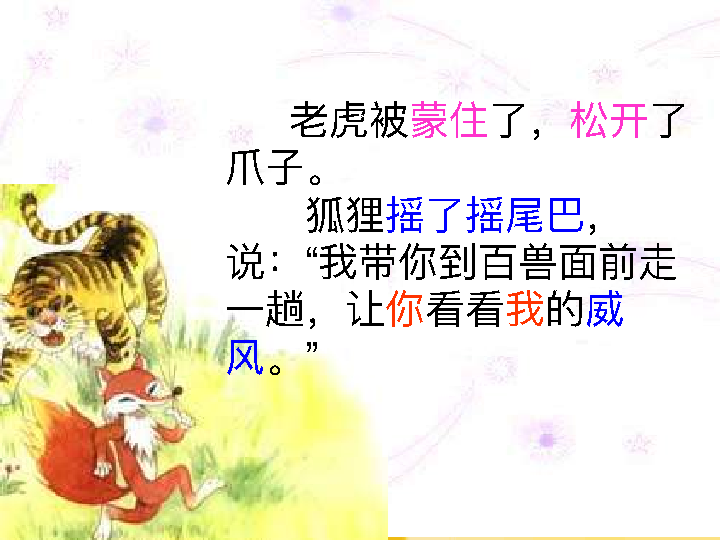 老虎被蒙住了，松开了
爪子。
狐狸摇了摇尾巴，
说：“我带你到百兽面前走
一趟，让你看看我的威
风。”